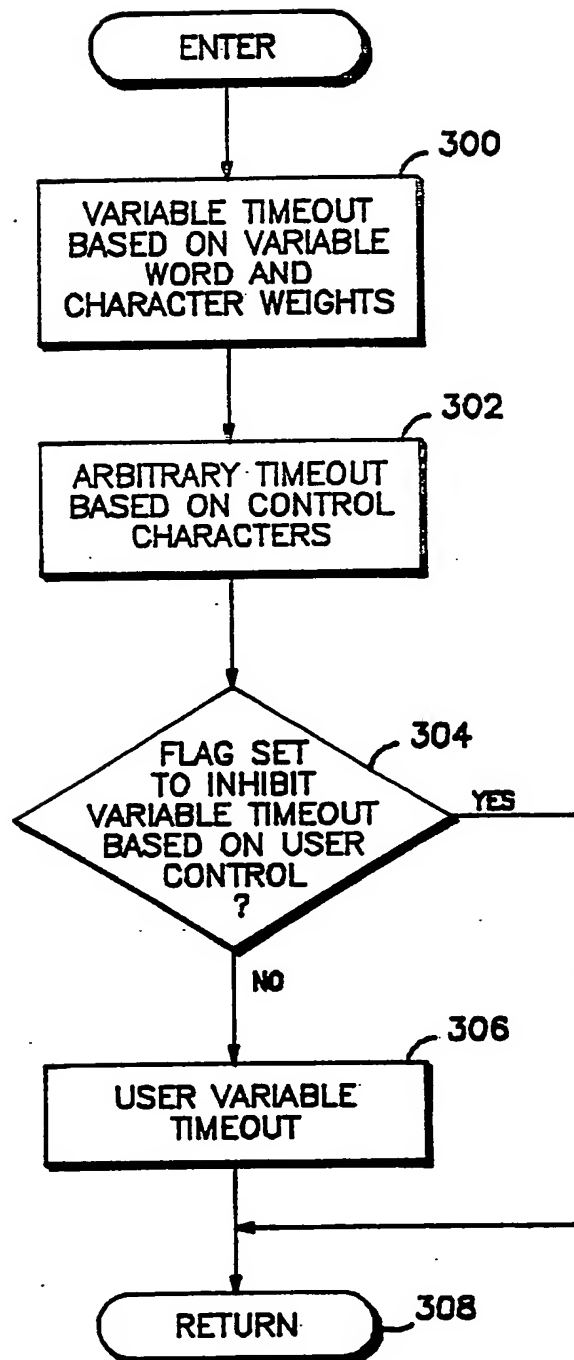 ENTER
300
VARIABLE TIMEOUT
BASED ON VARIABLE
WORD AND
CHARACTER WEIGHTS
302
ARBITRARY TIMEOUT
BASED ON CONTROL
CHARACTERS
304
FLAG SET
TO INHIBIT
VARIABLE TIMEOUT
BASED ON USER
CONTROL
?
YES
NO
306
USER VARIABLE
TIMEOUT
RETURN
308